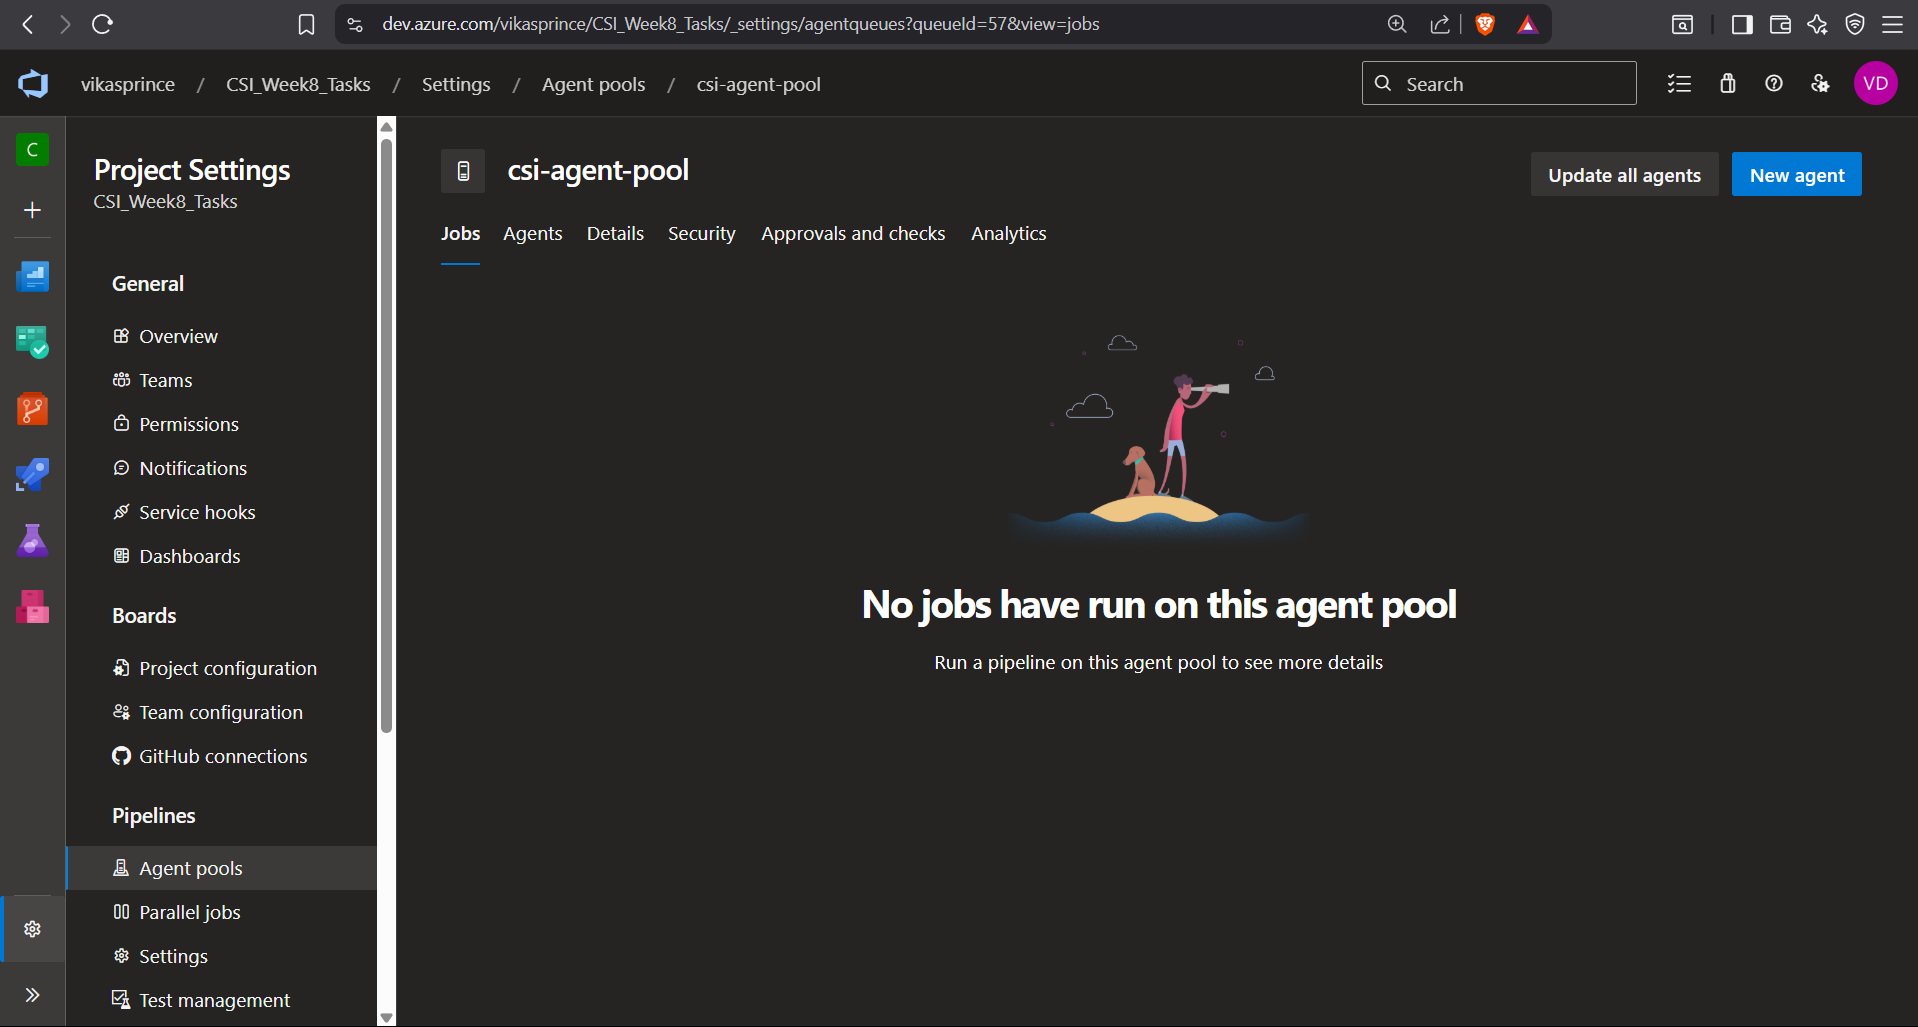 dev.azure.com/vikasprince/CSI_Week8_Tasks/_settings/agentqueues?queueId=57&view=jobs
vikasprince / CSI_Week8_Tasks / Settings / Agent pools / csi-agent-pool
Search
VD
C
Project Settings
CSI_Week8_Tasks
General
Overview
Teams
Permissions
Notifications
Service hooks
Dashboards
Boards
Project configuration
Team configuration
GitHub connections
Pipelines
Agent pools
Parallel jobs
Settings
Test management
csi-agent-pool
Update all agents
New agent
Jobs Agents Details Security Approvals and checks Analytics
No jobs have run on this agent pool
Run a pipeline on this agent pool to see more details